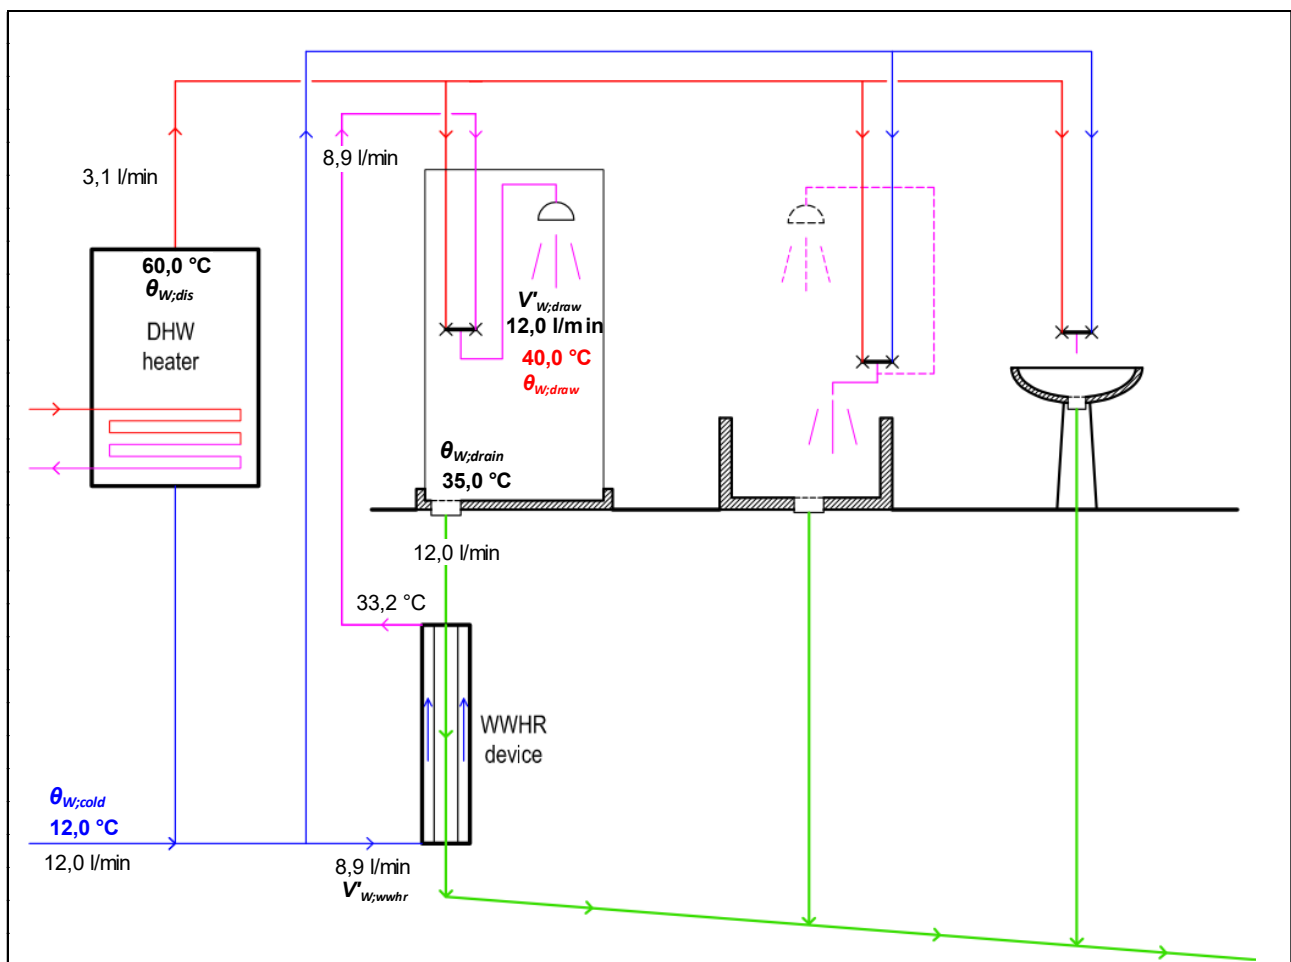 8,9 l/min
3,1 l/min
60,0 °C
θW;dis
DHW
heater
V'W;draw
12,0 l/min
40,0 °C
θW;draw
θW;drain
35,0 °C
12,0 l/min
33,2 °C
WWHR
device
θW;cold
12,0 °C
12,0 l/min
8,9 l/min
V'W;wwhr